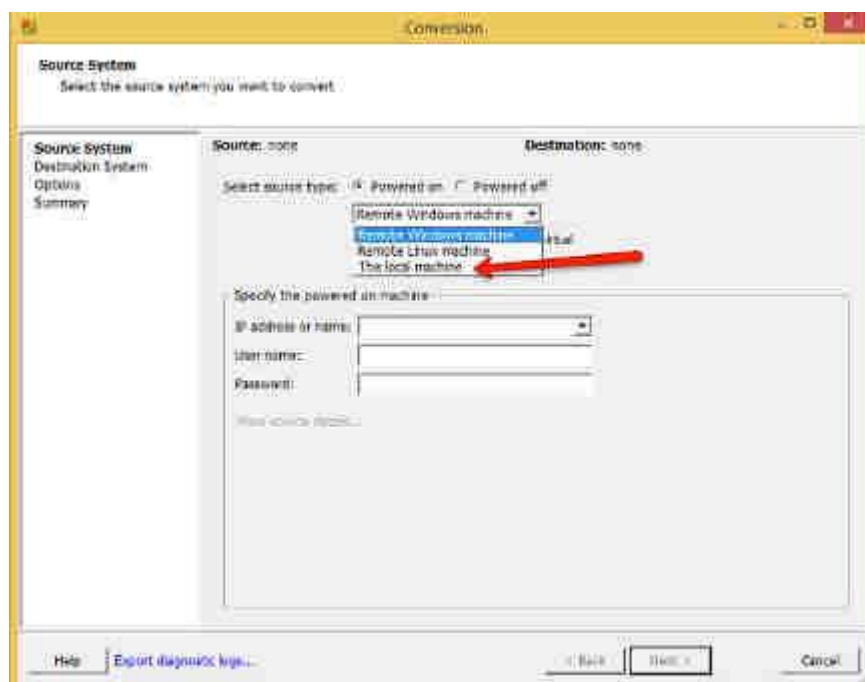 Conversion
Source System
Select the source system you want to convert
Source System
Destination System
Options
Summary
Source: none
Destination: none
Select source type: Powered on Powered off
Remote Windows machine
Remote Windows machine
Remote Linux machine
The local machine
Specify the powered on machine
IP address or name:
User name:
Password:
View source details...
Help
Export diagnostic logs...
< Back
Next >
Cancel